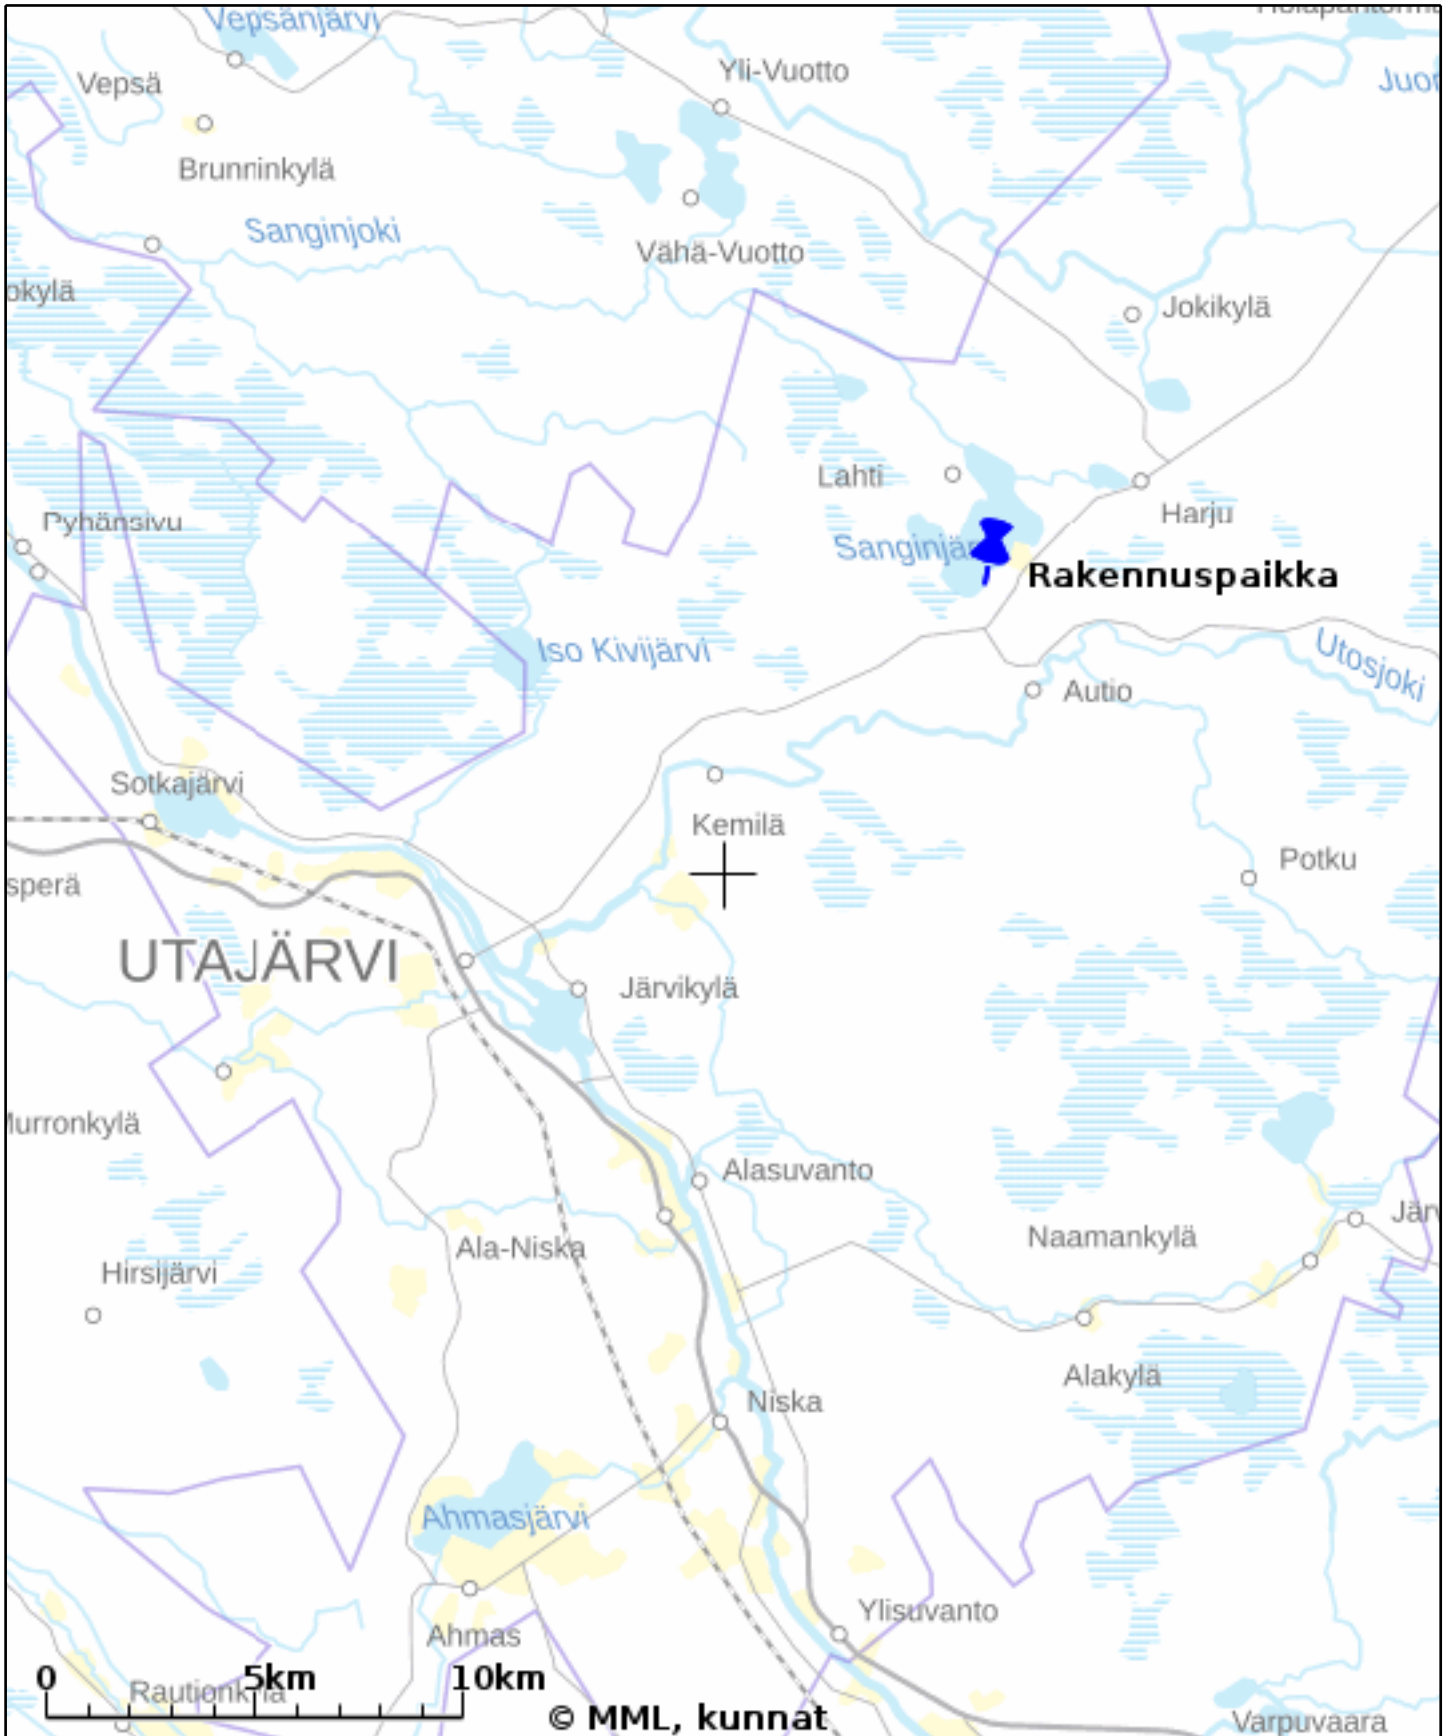 Vepsänjärvi
Yli-Vuotto
Vepsä
Brunninkylä
Sanginjoki
Vähä-Vuotto
Jokikylä
Lahti
Harju
Pyhänsivu
Rakennuspaikka
Iso Kivijärvi
Utosjoki
Autio
Sotkajärvi
Kemilä
Potku
UTAJÄRVI
Järvikylä
Alasuvanto
Naamankylä
Ala-Niska
Hirsijärvi
Alakylä
Niska
Ahmasjärvi
Ylisuvanto
Ahmas
0 5km 10km
© MML, kunnat
Varpuvaara